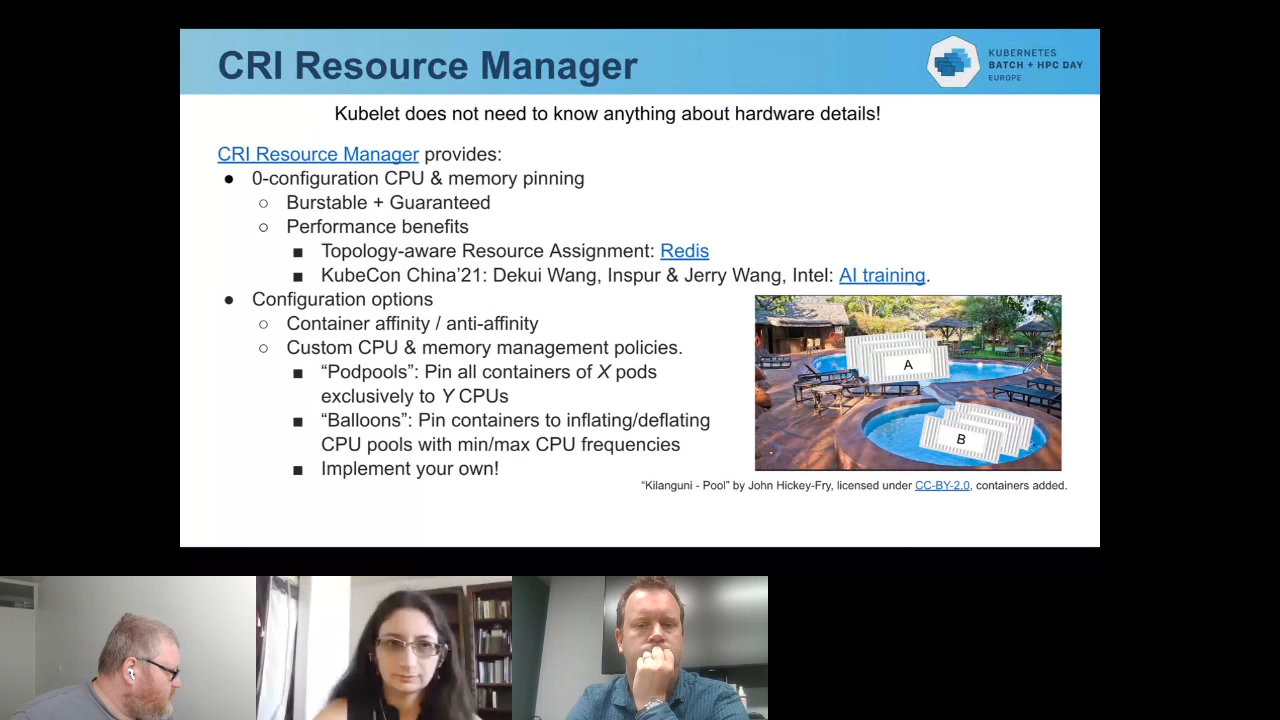 CRI Resource Manager
KUBERNETES
BATCH + HPC DAY
EUROPE
Kubelet does not need to know anything about hardware details!
CRI Resource Manager provides:
● 0-configuration CPU & memory pinning
○ Burstable + Guaranteed
○ Performance benefits
■ Topology-aware Resource Assignment: Redis
■ KubeCon China’21: Dekui Wang, Inspur & Jerry Wang, Intel: AI training.
● Configuration options
○ Container affinity / anti-affinity
○ Custom CPU & memory management policies.
■ “Podpools”: Pin all containers of X pods
exclusively to Y CPUs
■ “Balloons”: Pin containers to inflating/deflating
CPU pools with min/max CPU frequencies
■ Implement your own!
A
B
“Kilanguni - Pool” by John Hickey-Fry, licensed under CC-BY-2.0, containers added.